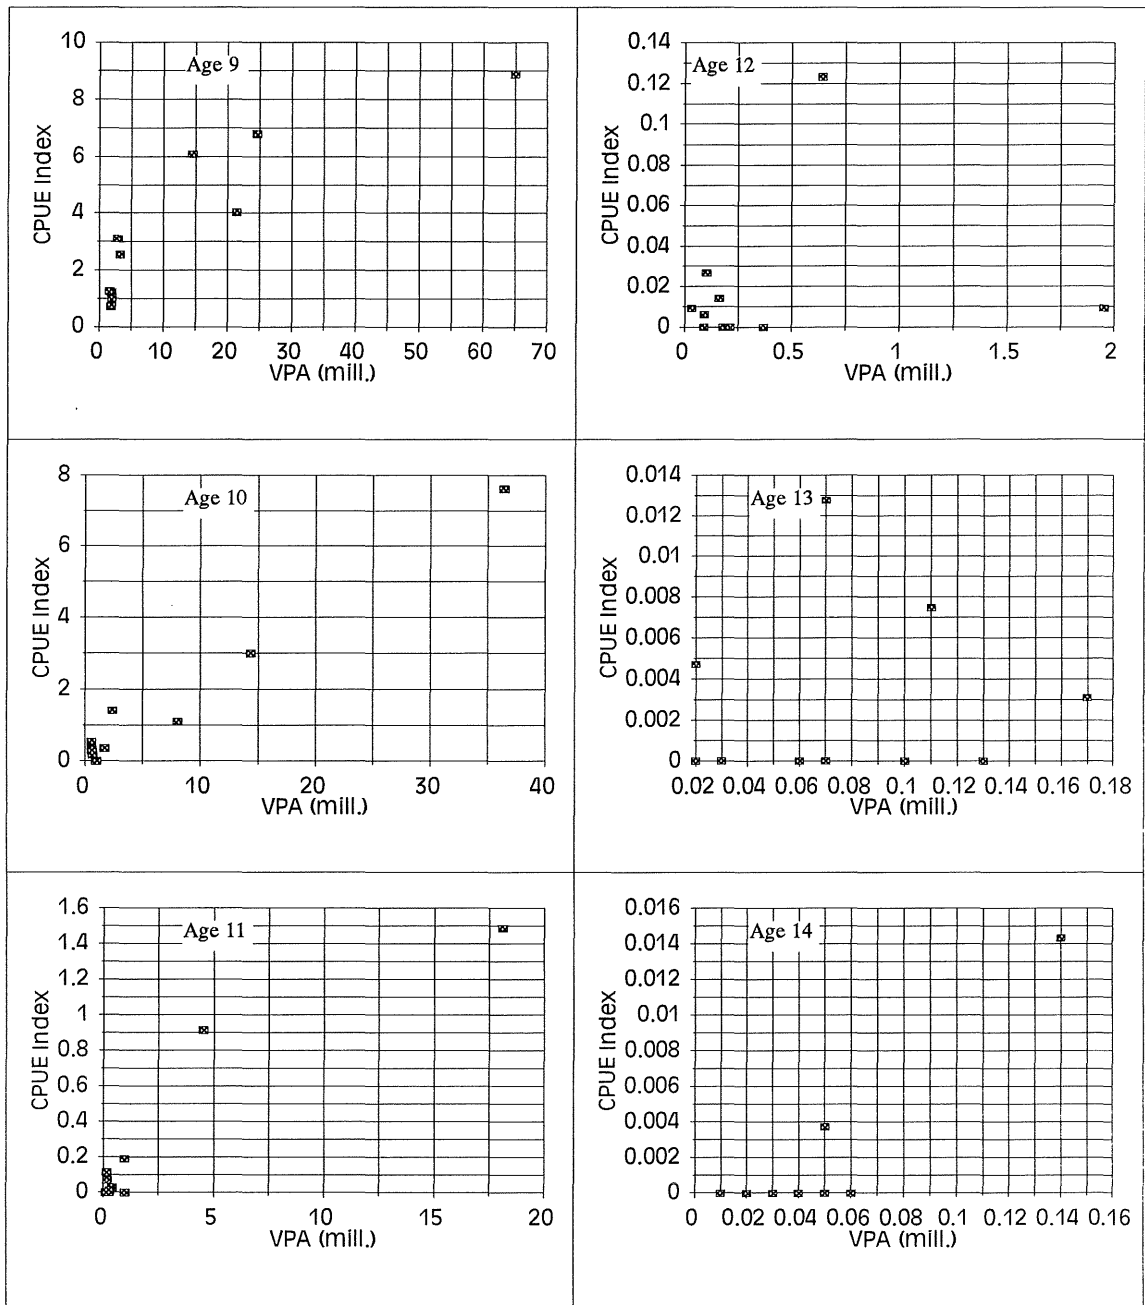 10
Age 9
8
6
4
2
0
CPUE Index
0 10 20 30 40 50 60 70
VPA (mill.)
0.14
Age 12
0.12
0.1
0.08
0.06
0.04
0.02
0
CPUE Index
0 0.5 1 1.5 2
VPA (mill.)
8
Age 10
6
4
2
0
CPUE Index
0 10 20 30 40
VPA (mill.)
0.014
Age 13
0.012
0.01
0.008
0.006
0.004
0.002
0
CPUE Index
0.02 0.04 0.06 0.08 0.1 0.12 0.14 0.16 0.18
VPA (mill.)
1.6
Age 11
1.4
1.2
1
0.8
0.6
0.4
0.2
0
CPUE Index
0 5 10 15 20
VPA (mill.)
0.016
Age 14
0.014
0.012
0.01
0.008
0.006
0.004
0.002
0
CPUE Index
0 0.02 0.04 0.06 0.08 0.1 0.12 0.14 0.16
VPA (mill.)